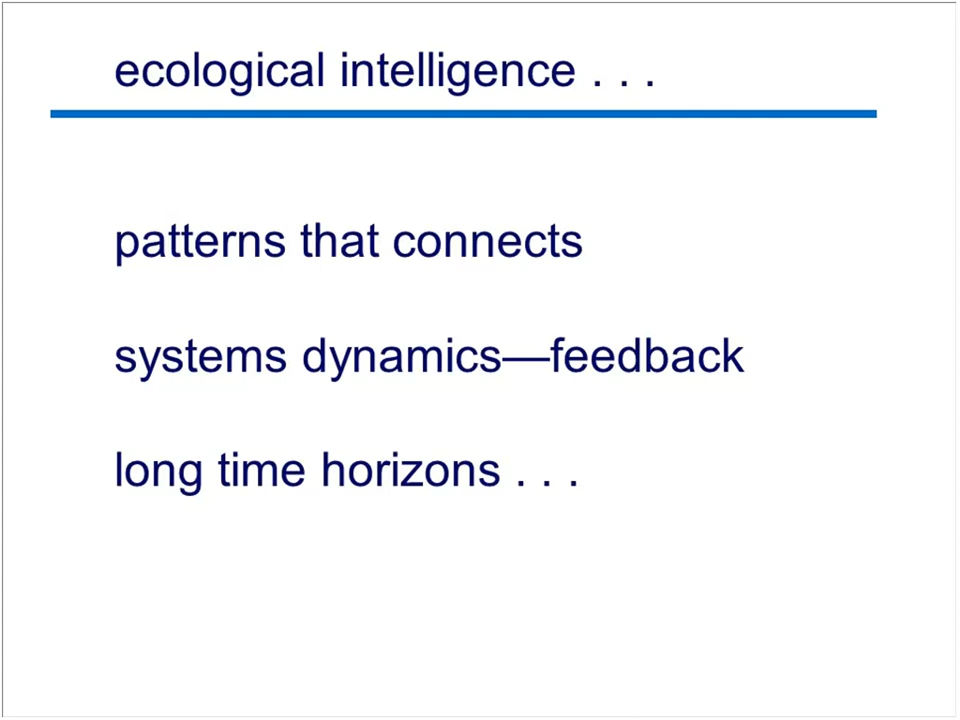 ecological intelligence . . .
patterns that connects
systems dynamics—feedback
long time horizons . . .